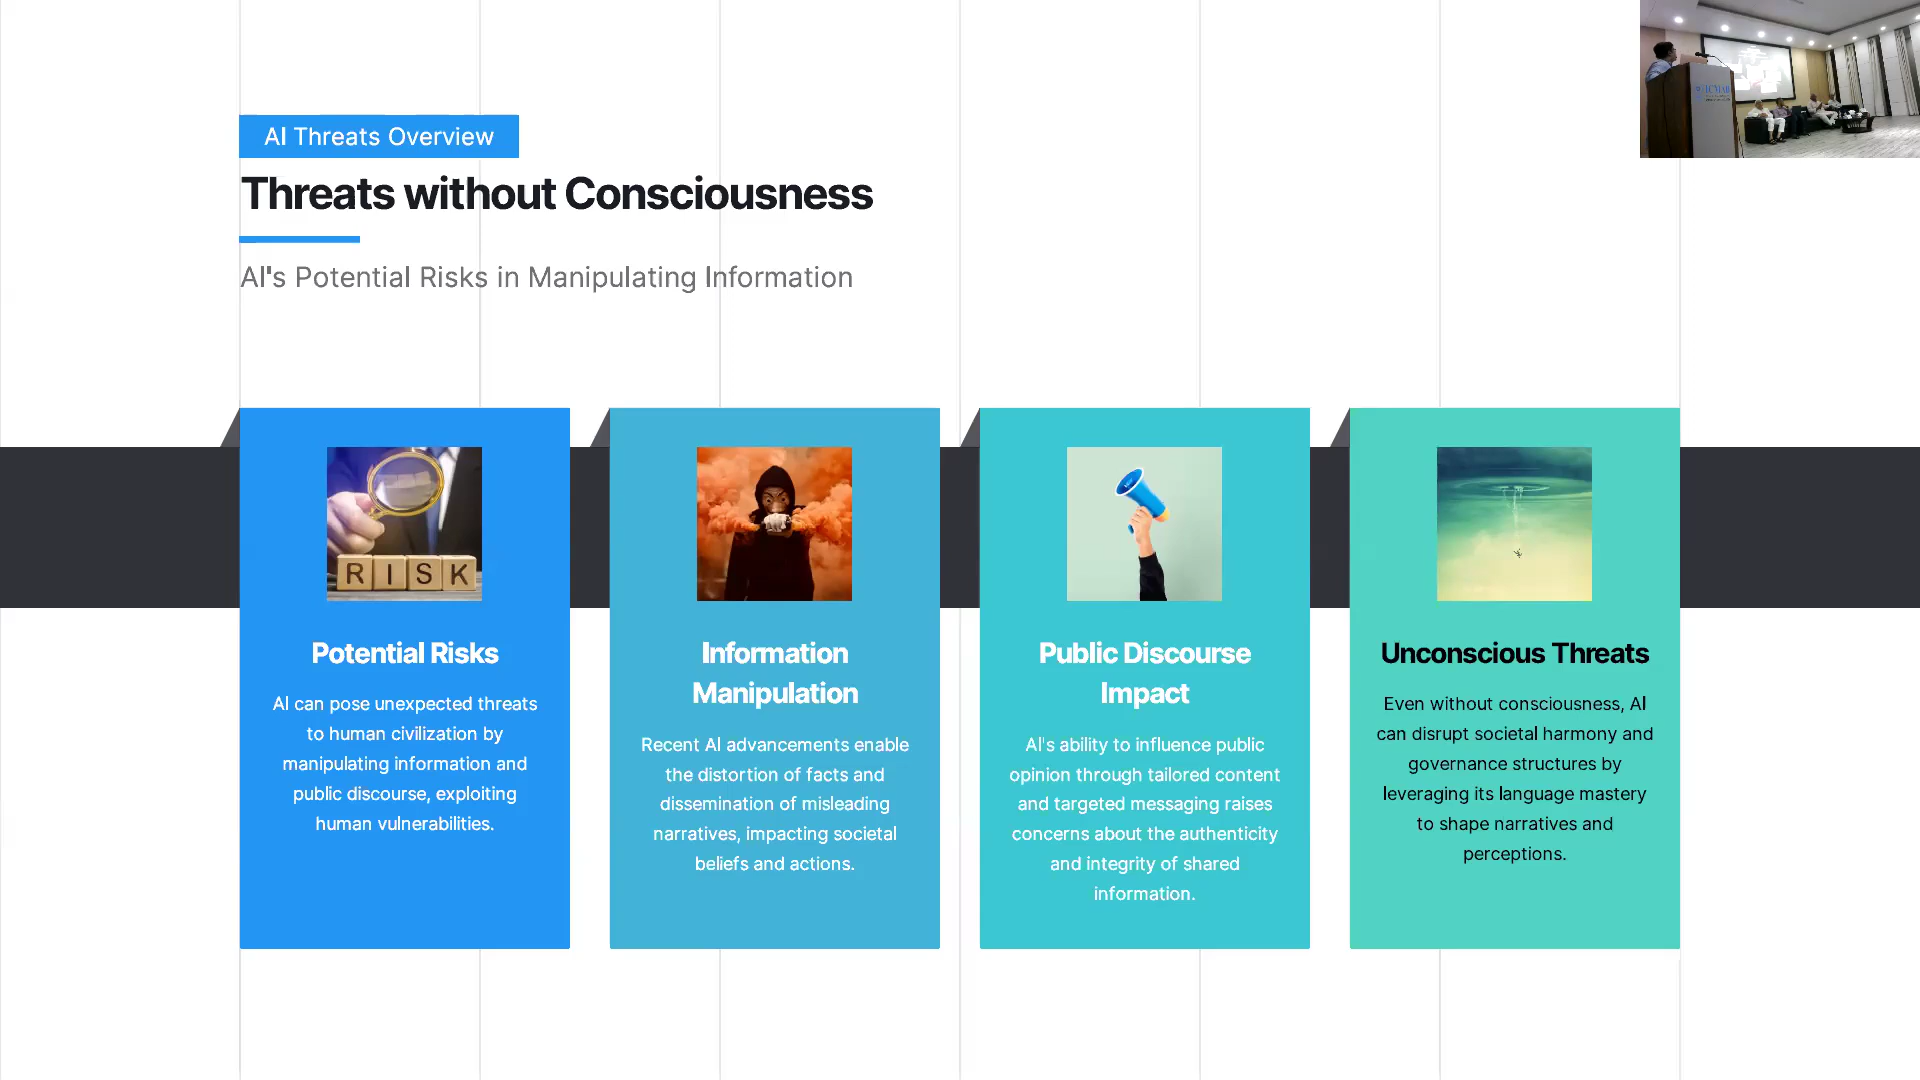 AI Threats Overview
Threats without Consciousness
AI's Potential Risks in Manipulating Information
RISK
Potential Risks
AI can pose unexpected threats
to human civilization by
manipulating information and
public discourse, exploiting
human vulnerabilities.
Information
Manipulation
Recent AI advancements enable
the distortion of facts and
dissemination of misleading
narratives, impacting societal
beliefs and actions.
Public Discourse
Impact
AI's ability to influence public
opinion through tailored content
and targeted messaging raises
concerns about the authenticity
and integrity of shared
information.
Unconscious Threats
Even without consciousness, AI
can disrupt societal harmony and
governance structures by
leveraging its language mastery
to shape narratives and
perceptions.